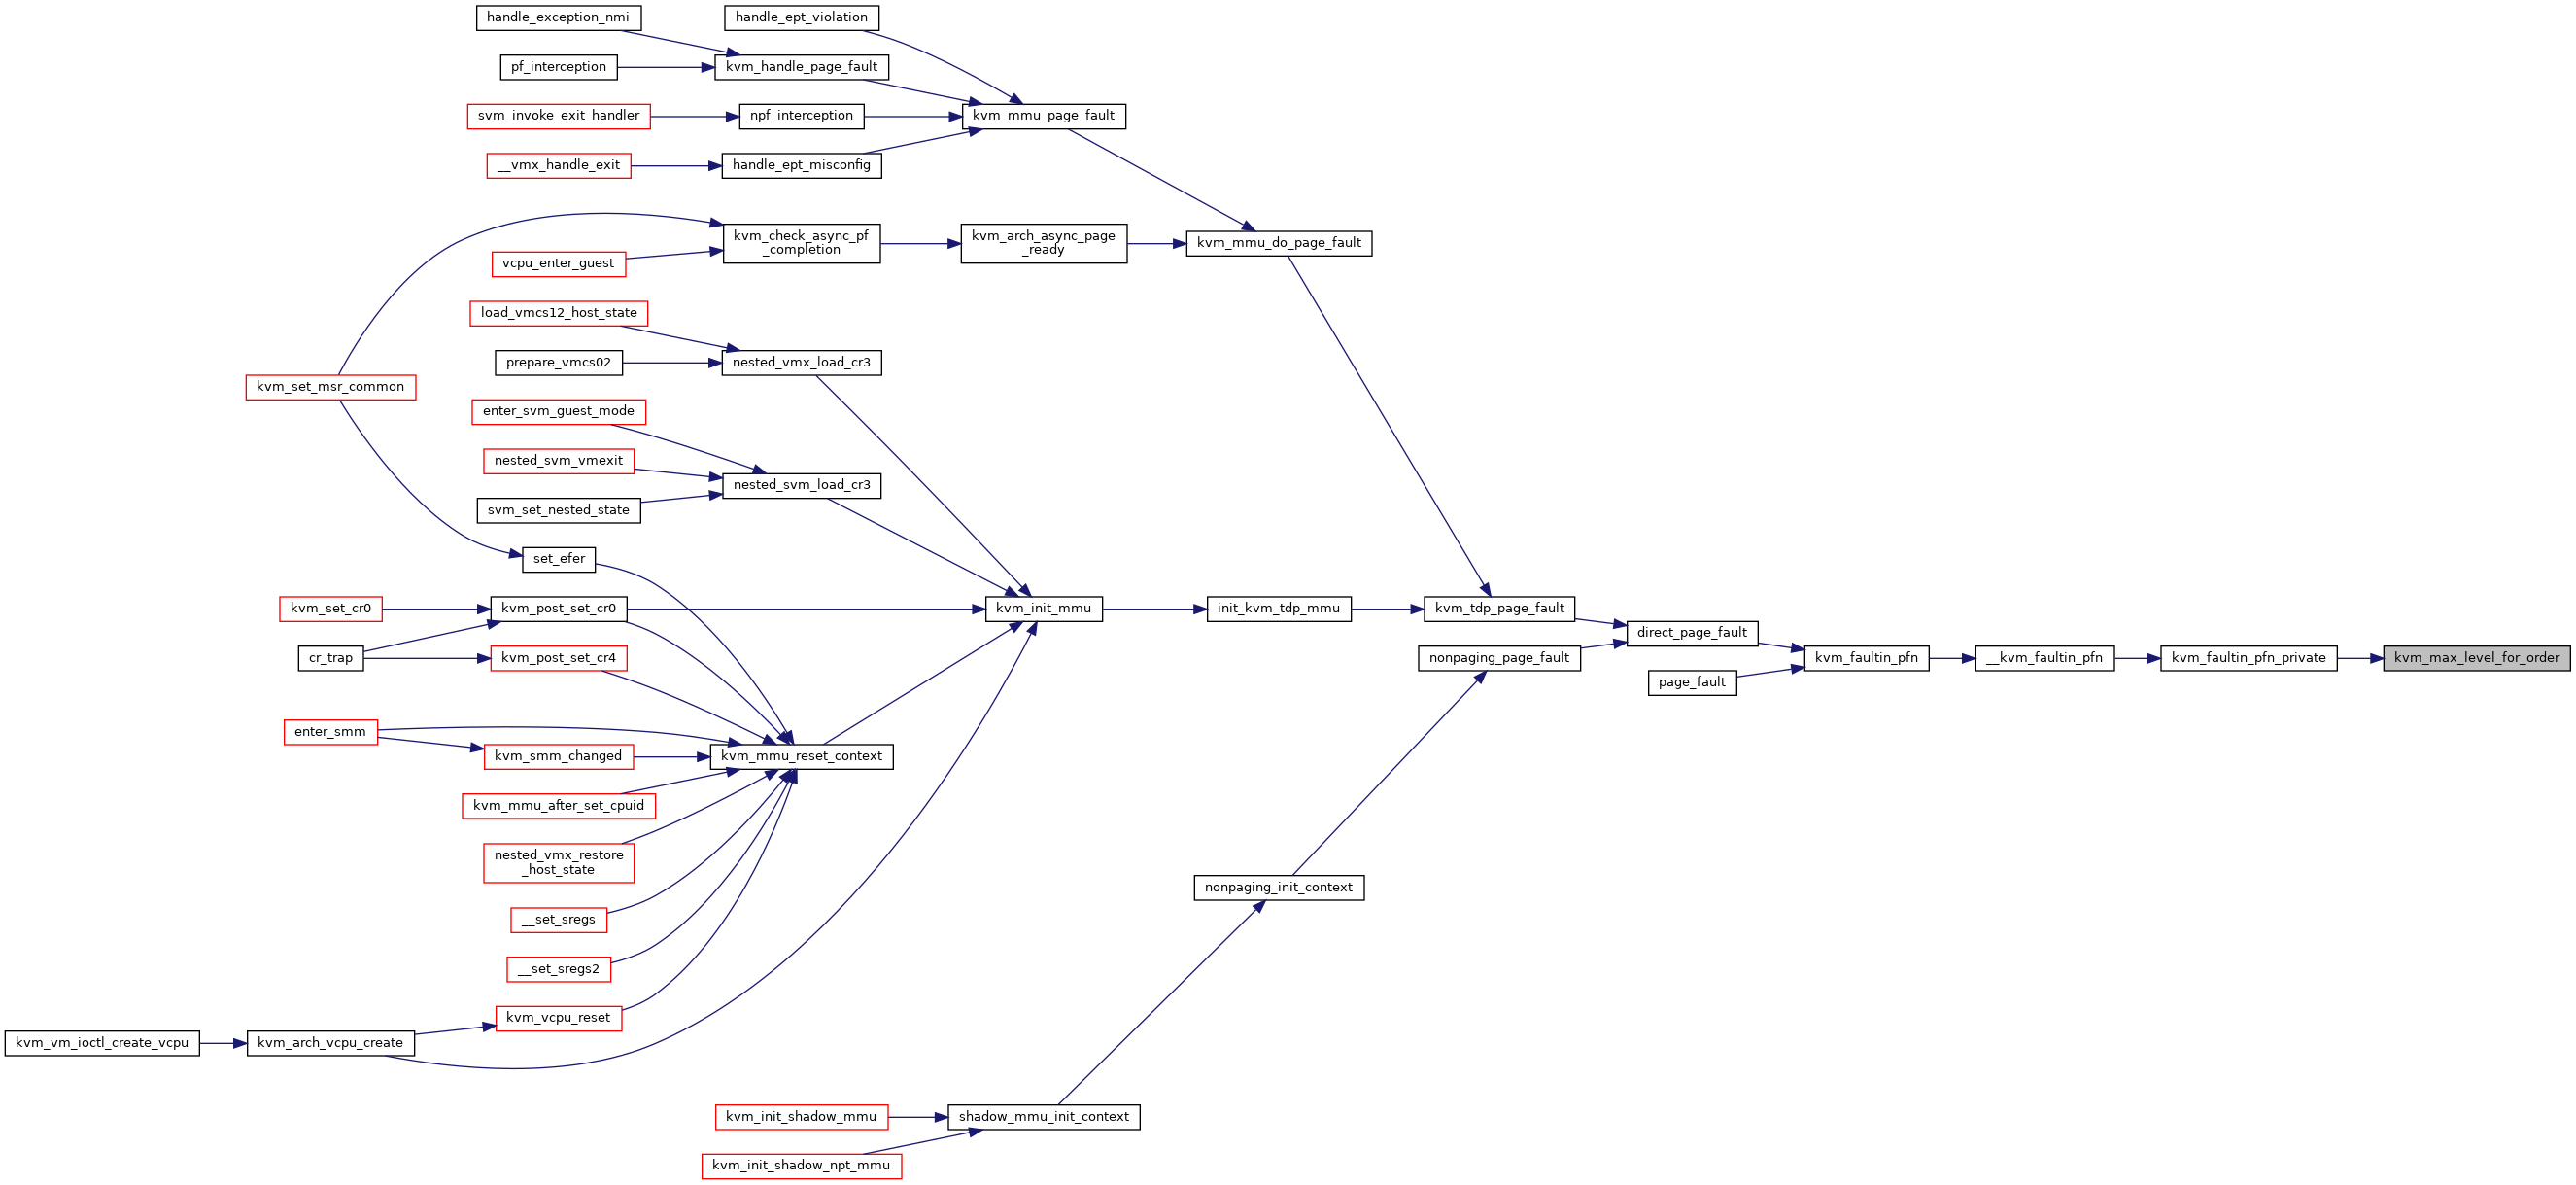 handle_exception_nmi
handle_ept_violation
pf_interception
kvm_handle_page_fault
svm_invoke_exit_handler
npf_interception
kvm_mmu_page_fault
__vmx_handle_exit
handle_ept_misconfig
kvm_check_async_pf
_completion
kvm_arch_async_page
_ready
kvm_mmu_do_page_fault
vcpu_enter_guest
load_vmcs12_host_state
prepare_vmcs02
nested_vmx_load_cr3
kvm_set_msr_common
enter_svm_guest_mode
nested_svm_vmexit
nested_svm_load_cr3
svm_set_nested_state
set_efer
kvm_set_cr0
kvm_post_set_cr0
kvm_init_mmu
init_kvm_tdp_mmu
kvm_tdp_page_fault
direct_page_fault
cr_trap
kvm_post_set_cr4
nonpaging_page_fault
kvm_faultin_pfn
__kvm_faultin_pfn
kvm_faultin_pfn_private
kvm_max_level_for_order
page_fault
enter_smm
kvm_smm_changed
kvm_mmu_reset_context
kvm_mmu_after_set_cpuid
nested_vmx_restore
_host_state
nonpaging_init_context
__set_sregs
__set_sregs2
kvm_vcpu_reset
kvm_vm_ioctl_create_vcpu
kvm_arch_vcpu_create
kvm_init_shadow_mmu
shadow_mmu_init_context
kvm_init_shadow_npt_mmu